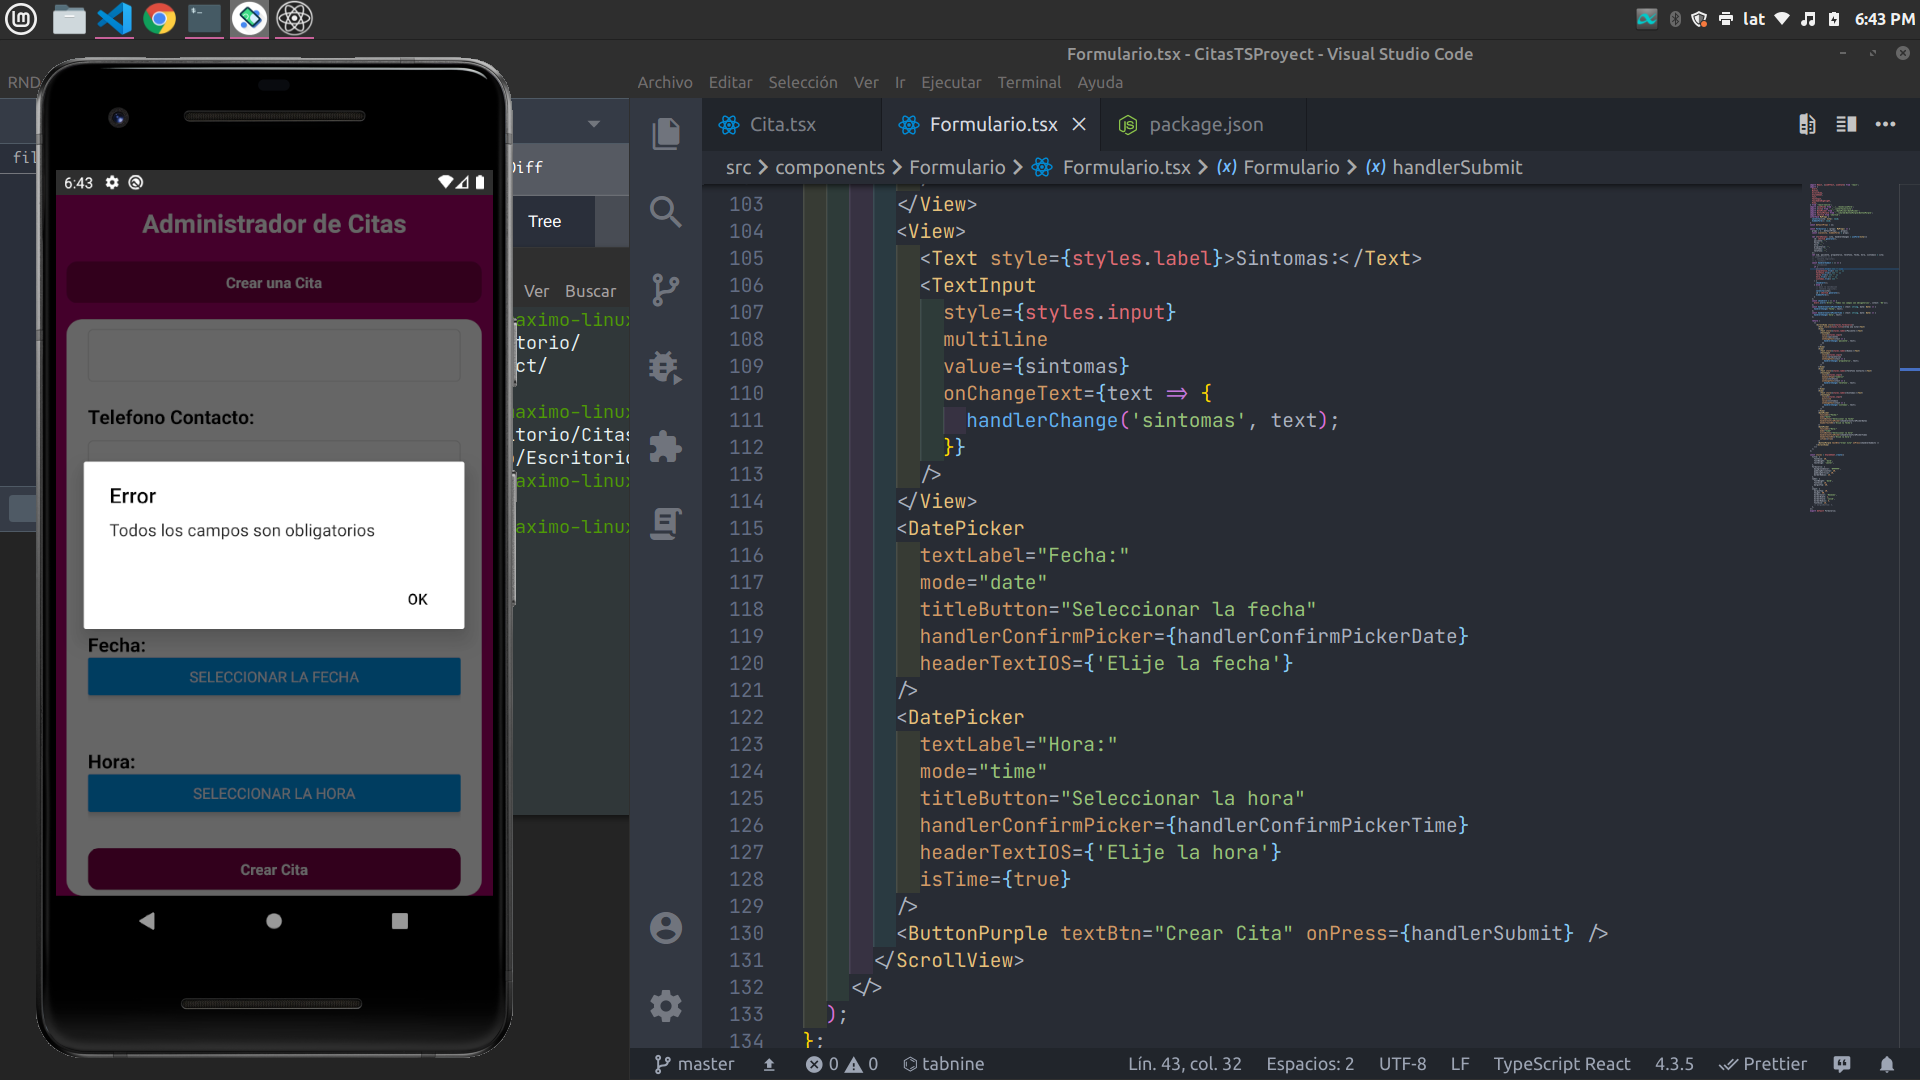 lat
6:43 PM
Formulario.tsx - CitasTSProyect - Visual Studio Code
RND
Archivo Editar Selección Ver Ir Ejecutar Terminal Ayuda
Cita.tsx
Formulario.tsx
package.json
src > components > Formulario > Formulario.tsx > Formulario > handlerSubmit
fil
Diff
Tree
Ver Buscar
aximo-linux
torio/
ct/
aximo-linux
torio/Citas
/Escritorio
aximo-linux
aximo-linux
6:43
Administrador de Citas
Crear una Cita
Telefono Contacto:
Error
Todos los campos son obligatorios
OK
Fecha:
SELECCIONAR LA FECHA
Hora:
SELECCIONAR LA HORA
Crear Cita
103 </View>
104 <View>
105 <Text style={styles.label}>Sintomas:</Text>
106 <TextInput
107 style={styles.input}
108 multiline
109 value={sintomas}
110 onChangeText={text => {
111 handlerChange('sintomas', text);
112 }}
113 />
114 </View>
115 <DatePicker
116 textLabel="Fecha:"
117 mode="date"
118 titleButton="Seleccionar la fecha"
119 handlerConfirmPicker={handlerConfirmPickerDate}
120 headerTextIOS={'Elije la fecha'}
121 />
122 <DatePicker
123 textLabel="Hora:"
124 mode="time"
125 titleButton="Seleccionar la hora"
126 handlerConfirmPicker={handlerConfirmPickerTime}
127 headerTextIOS={'Elije la hora'}
128 isTime={true}
129 />
130 <ButtonPurple textBtn="Crear Cita" onPress={handlerSubmit} />
131 </ScrollView>
132 </>
133 );
134 };
master 0 0 tabnine Lín. 43, col. 32 Espacios: 2 UTF-8 LF TypeScript React 4.3.5 Prettier